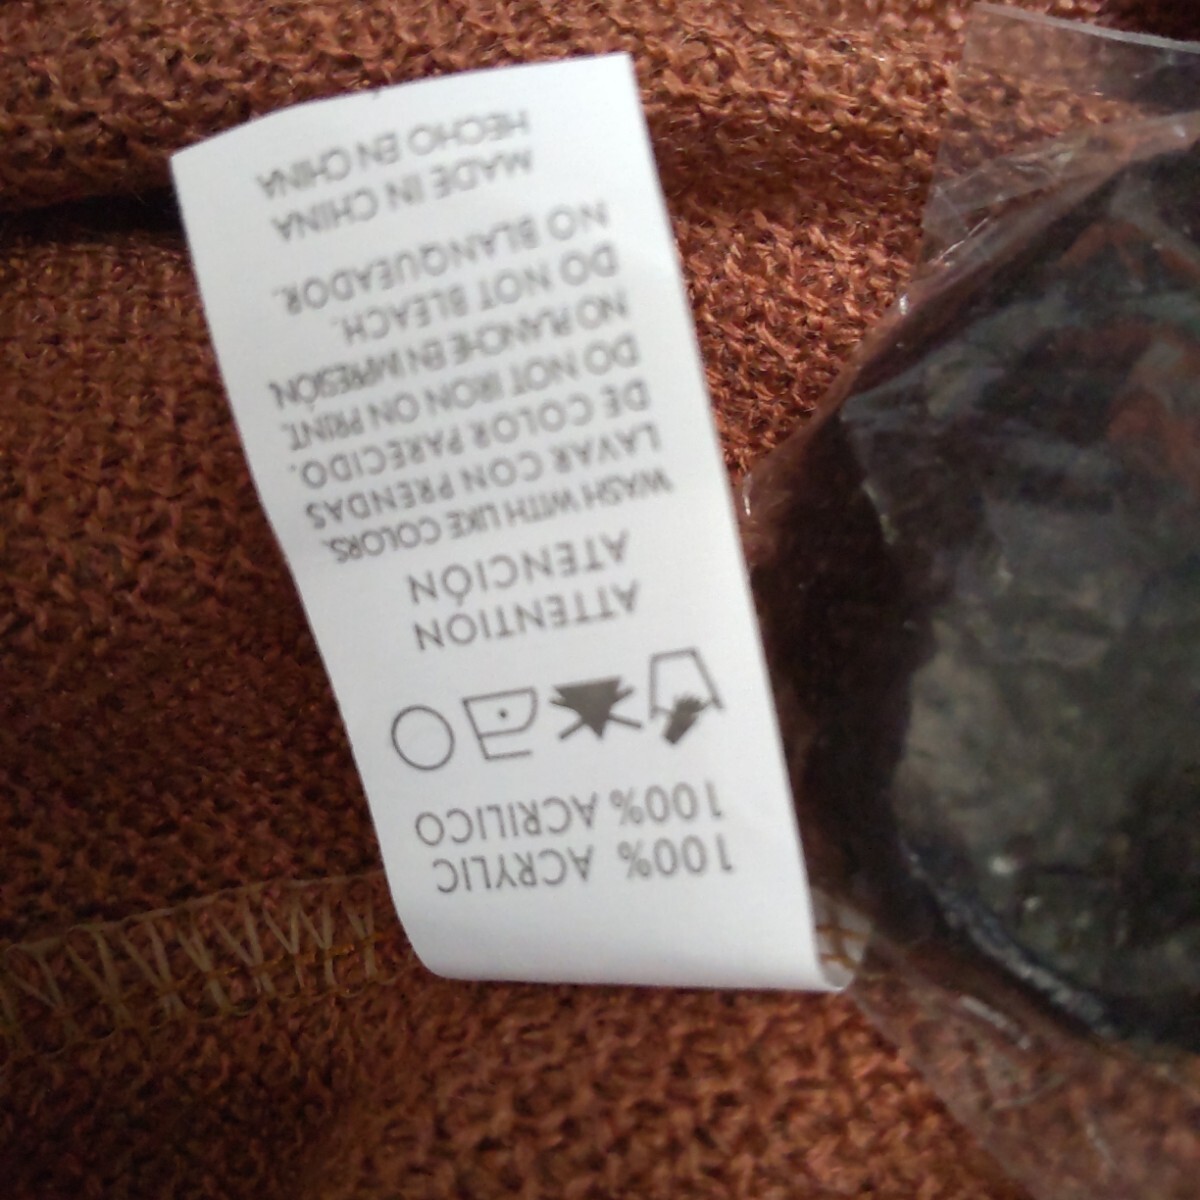 100% ACRYLIC
100% ACRILICO
ATTENTION
ATENCIÓN
WASH WITH LIKE COLORS.
LAVAR CON PRENDAS
DE COLOR PARECIDO.
DO NOT IRON ON PRINT.
NO PLANCHE EN IMPRESIÓN.
DO NOT BLEACH.
NO BLANQUEADOR.
MADE IN CHINA
HECHO EN CHINA